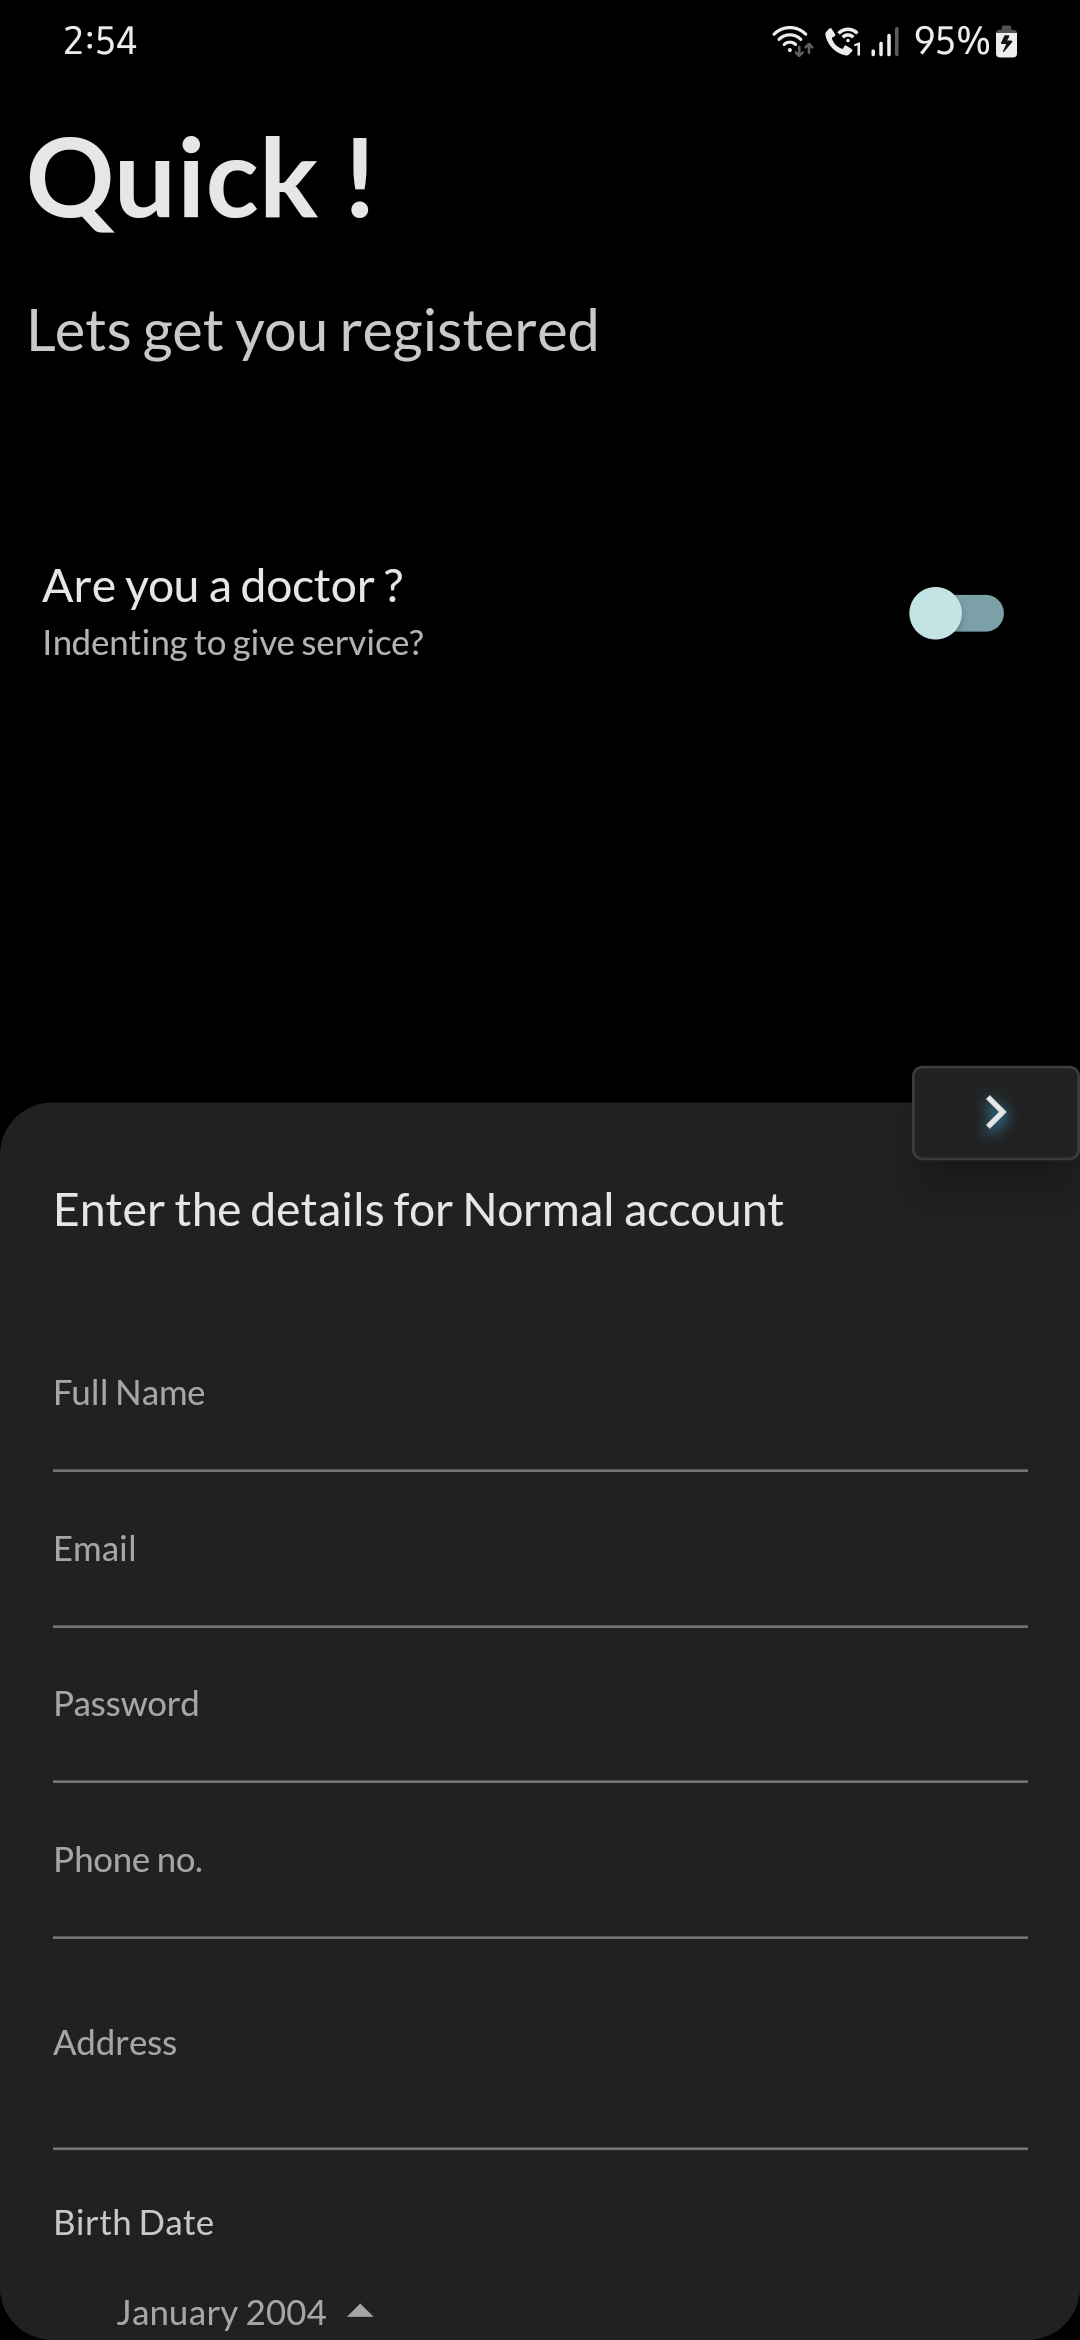 2:54
1
95%
Quick !
Lets get you registered
Are you a doctor ?
Indenting to give service?
Enter the details for Normal account
Full Name
Email
Password
Phone no.
Address
Birth Date
January 2004